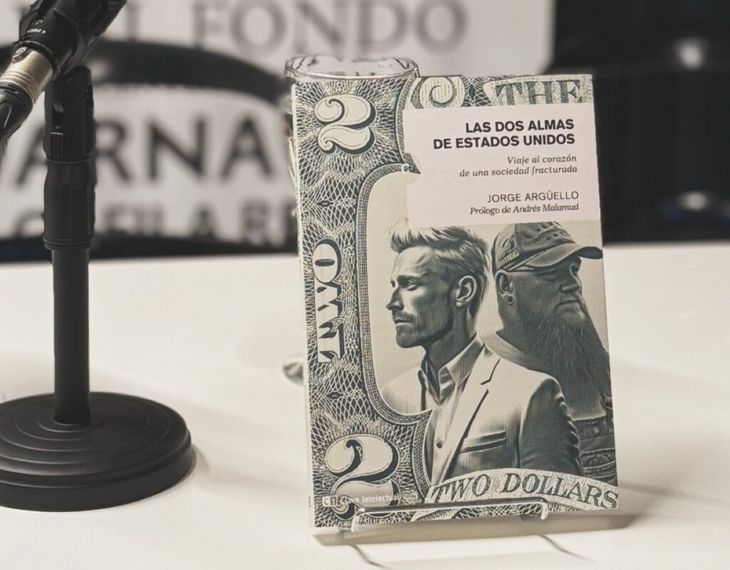 FONDO
ARNA
2
THE
LAS DOS ALMAS
DE ESTADOS UNIDOS
Viaje al corazón
de una sociedad fracturada
JORGE ARGÜELLO
Prólogo de Andrés Malamud
TWO
2
Clave Intelectual
TWO DOLLARS